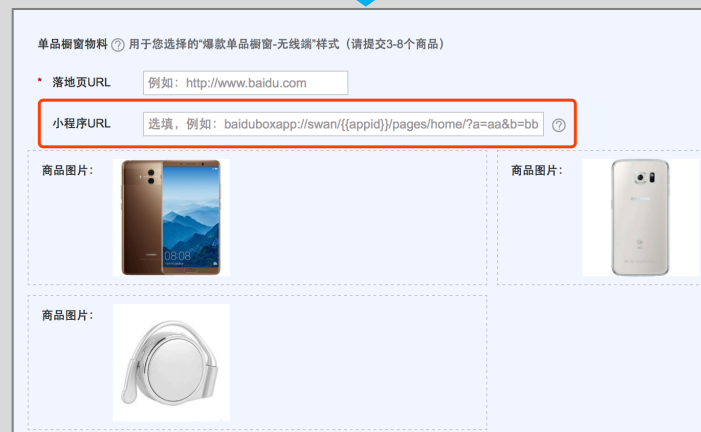 单品橱窗物料 ? 用于您选择的“爆款单品橱窗-无线端”样式（请提交3-8个商品）
* 落地页URL 例如：http://www.baidu.com
小程序URL 选填，例如：baiduboxapp://swan/{{appid}}/pages/home/?a=aa&b=bb ?
商品图片： 商品图片：
08:08
商品图片：